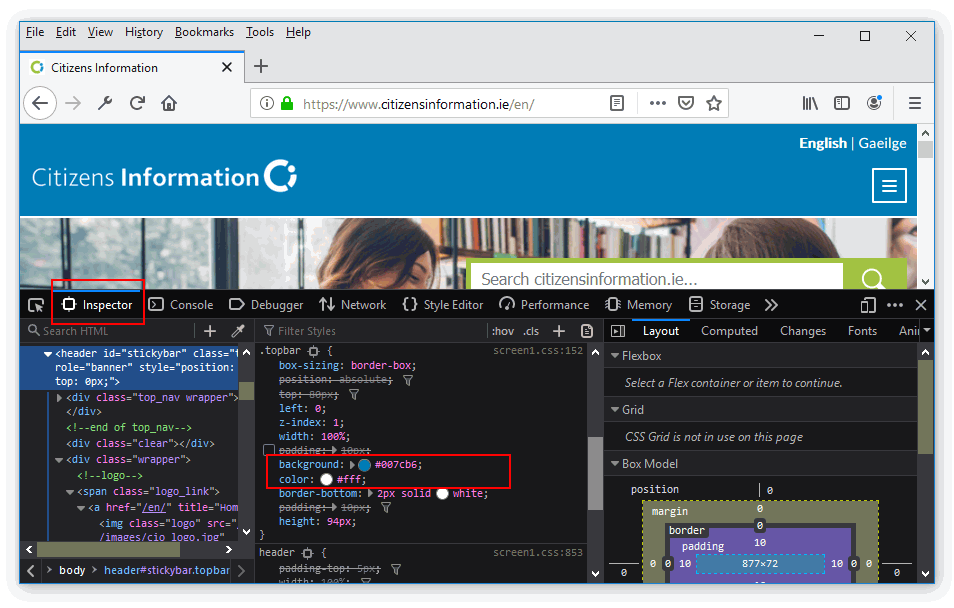 File Edit View History Bookmarks Tools Help
Citizens Information
https://www.citizensinformation.ie/en/
English | Gaeilge
Citizens Information
Search citizensinformation.ie...
Inspector Console Debugger Network Style Editor Performance Memory Storage
Search HTML
<header id="stickybar" class="t
role="banner" style="position:
top: 0px;">
<div class="top_nav wrapper">
</div>
<!--end of top_nav-->
<div class="clear"></div>
<div class="wrapper">
<!--logo-->
<span class="logo_link">
<a href="/en/" title="Hom
<img class="logo" src="
/images/cio_logo.jpg"
body header#stickybar.topbar
Filter Styles :hov .cls
.topbar { screen1.css:152
box-sizing: border-box;
position: absolute;
top: 80px;
left: 0;
z-index: 1;
width: 100%;
padding: 10px;
background: #007cb6;
color: #fff;
border-bottom: 2px solid white;
padding: 10px;
height: 94px;
}
header { screen1.css:853
padding-top: 5px;
width: 100%;
Layout Computed Changes Fonts Ani
Flexbox
Select a Flex container or item to continue.
Grid
CSS Grid is not in use on this page
Box Model
position 0
margin 0
border 0
padding 10
0 0 0 10 877×72 10 0 0 0